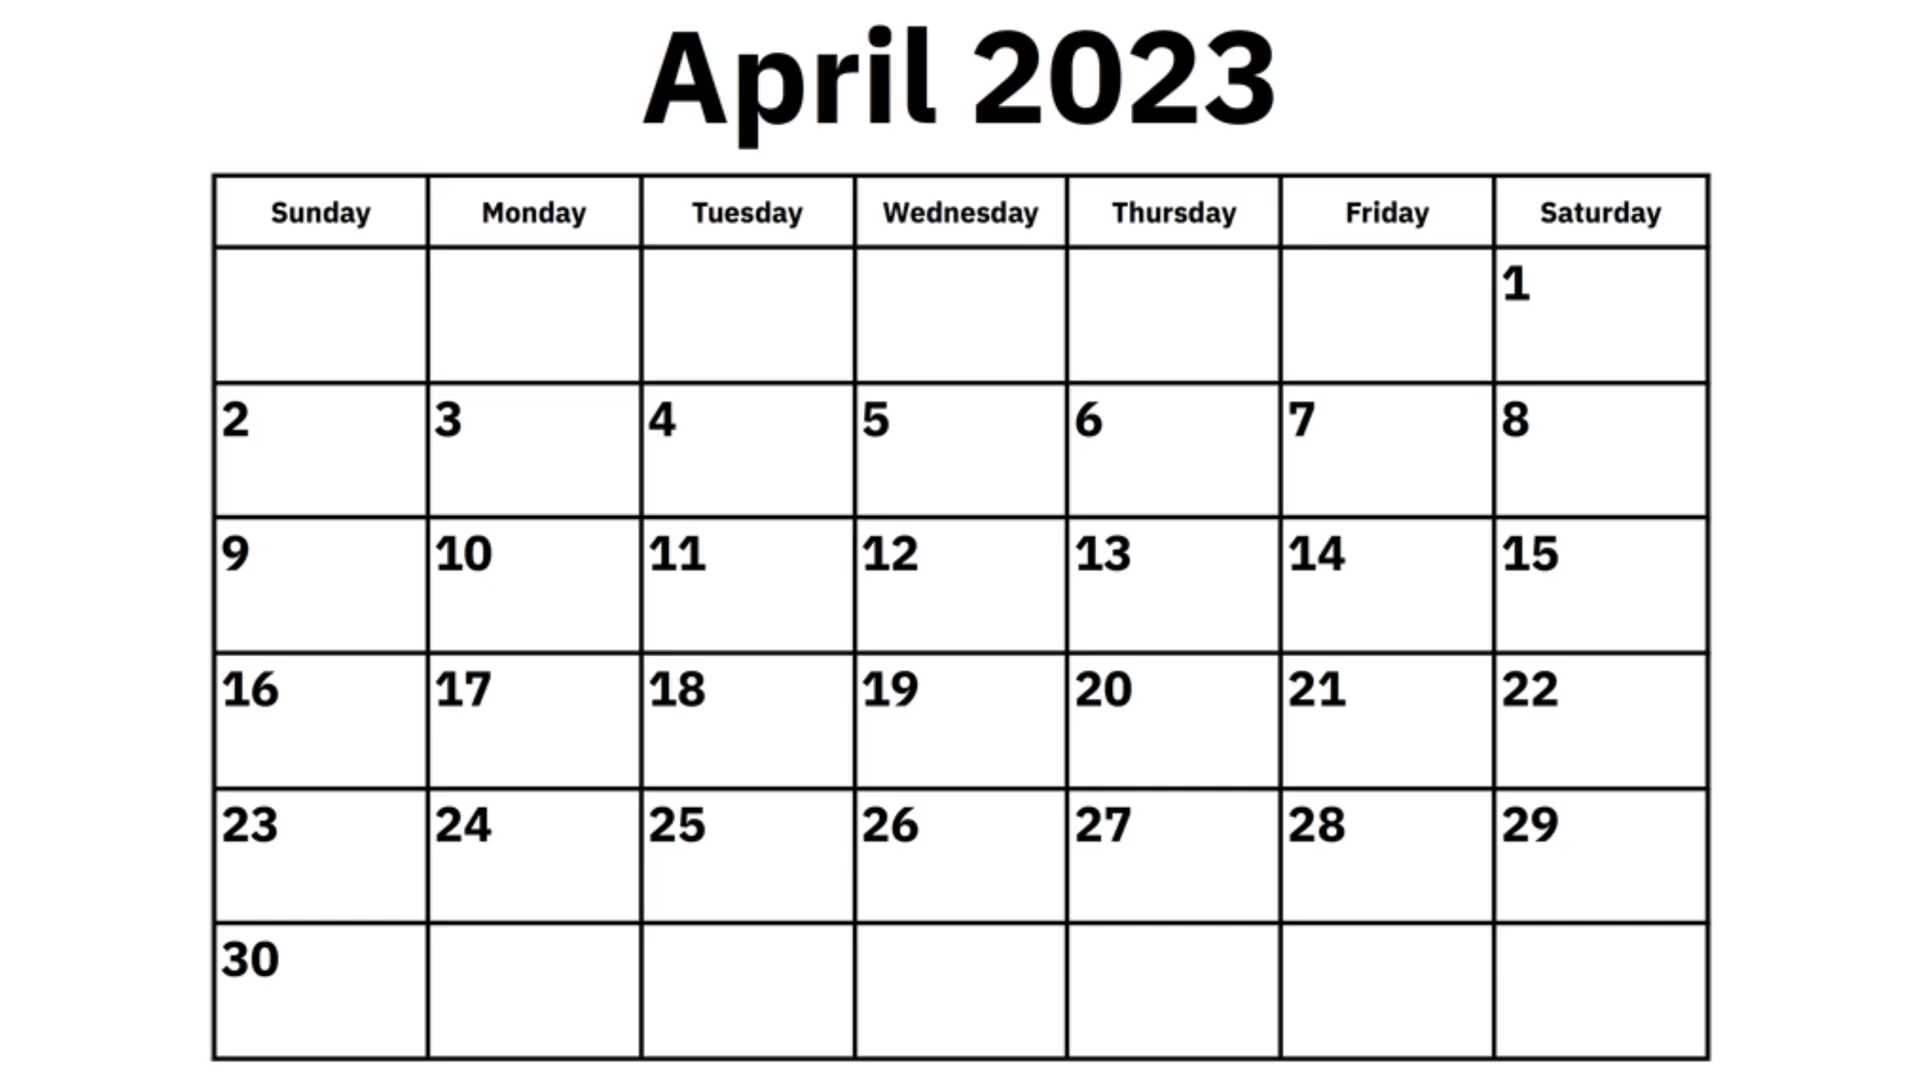 April 2023
Sunday Monday Tuesday Wednesday Thursday Friday Saturday
1
2 3 4 5 6 7 8
9 10 11 12 13 14 15
16 17 18 19 20 21 22
23 24 25 26 27 28 29
30